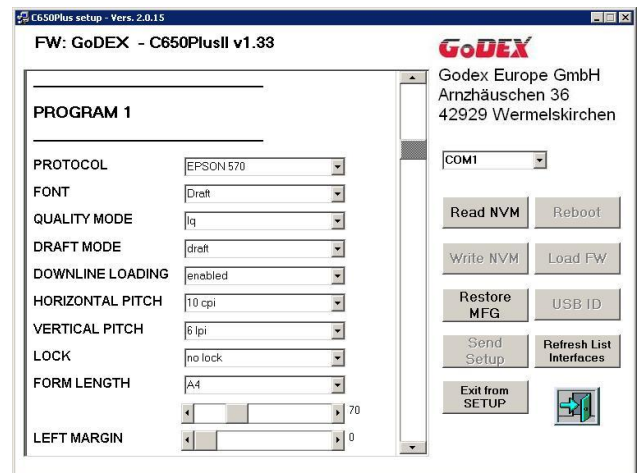 C650Plus setup - Vers. 2.0.15
FW: GoDEX - C650PlusII v1.33
GoDEX
Godex Europe GmbH
Arnzhäuschen 36
42929 Wermelskirchen
COM1
PROGRAM 1
PROTOCOL EPSON 570
FONT Draft
QUALITY MODE lq
DRAFT MODE draft
DOWNLINE LOADING enabled
HORIZONTAL PITCH 10 cpi
VERTICAL PITCH 6 lpi
LOCK no lock
FORM LENGTH A4
70
LEFT MARGIN 0
Read NVM Reboot
Write NVM Load FW
Restore
MFG
USB ID
Send
Setup
Refresh List
Interfaces
Exit from
SETUP